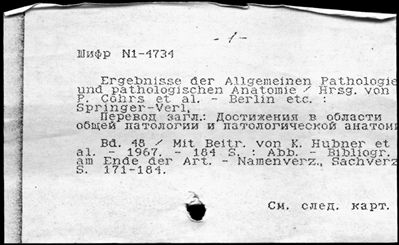 - 1 -
Шифр N1-4734
Ergebnisse der Allgemeinen Pathologie
und pathologischen Anatomie / Hrsg. von
P. Cohrs et al. - Berlin etc. :
Springer-Verl.
Перевод загл.: Достижения в области
общей патологии и патологической анатоми
Bd. 48 / Mit Beitr. von K. Hubner et
al. - 1967. - 184 S. : Abb. - Bibliogr.
am Ende der Art. - Namenverz., Sachverz
S. 171-184.
См. след. карт.